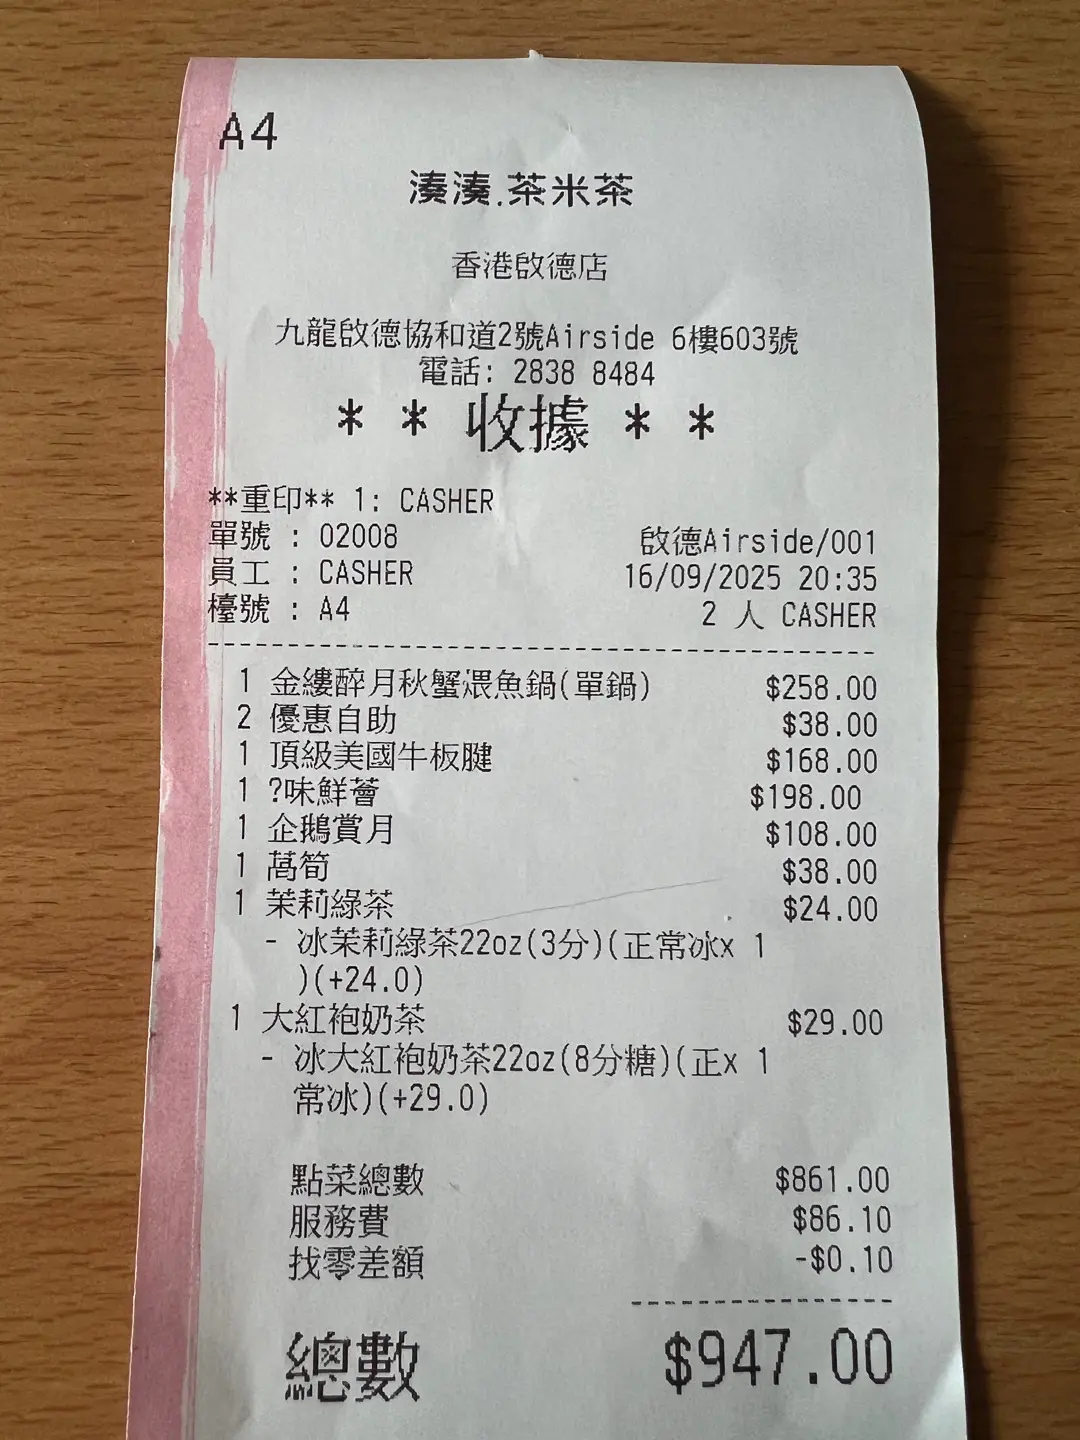 A4
湊湊.茶米茶
香港啟德店
九龍啟德協和道2號Airside 6樓603號
電話: 2838 8484
* * 收據 * *
**重印** 1: CASHER
單號 : 02008 啟德Airside/001
員工 : CASHER 16/09/2025 20:35
檯號 : A4 2 人 CASHER
1 金縷醉月秋蟹煨魚鍋(單鍋) $258.00
2 優惠自助 $38.00
1 頂級美國牛板腱 $168.00
1 ?味鮮薈 $198.00
1 企鵝賞月 $108.00
1 萵筍 $38.00
1 茉莉綠茶 $24.00
- 冰茉莉綠茶22oz(3分)(正常冰x 1
)(+24.0)
1 大紅袍奶茶 $29.00
- 冰大紅袍奶茶22oz(8分糖)(正x 1
常冰)(+29.0)
點菜總數 $861.00
服務費 $86.10
找零差額 -$0.10
總數 $947.00